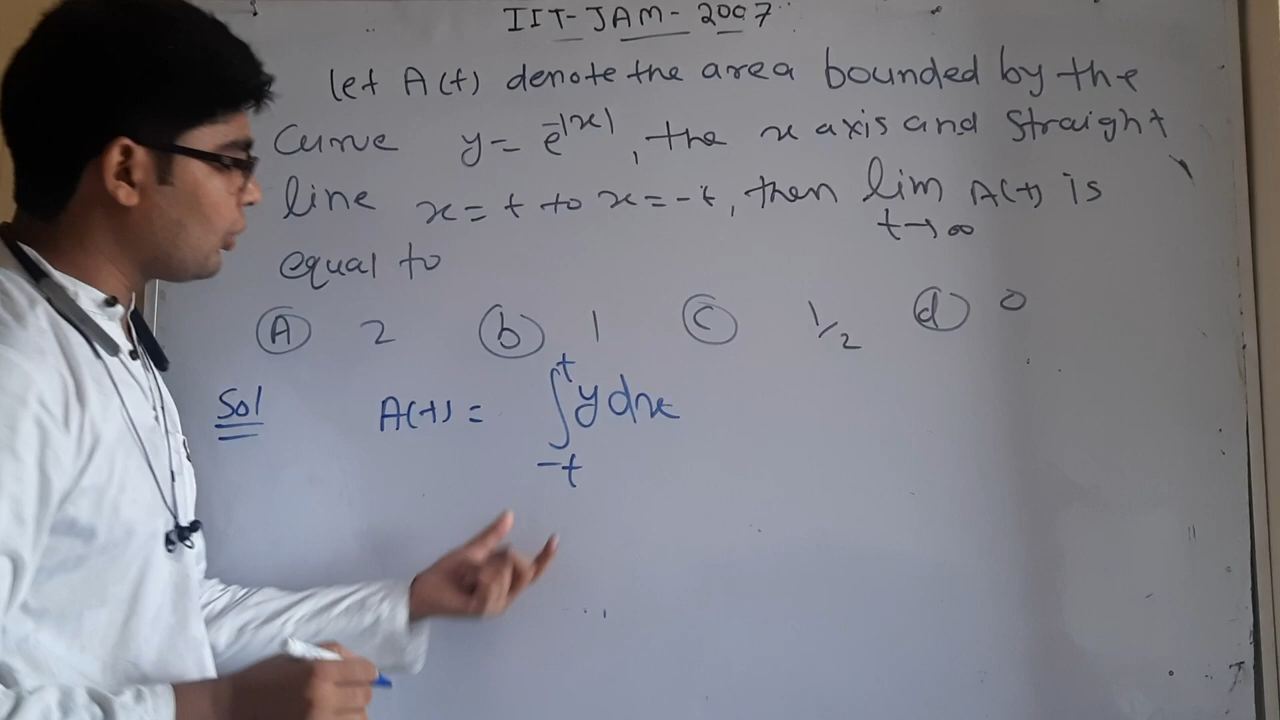 IIT-JAM-2007
let A(t) denote the area bounded by the
Curve y = e^-|x|, the x axis and straight
line x = t to x = -t, then lim t→∞ A(t) is
equal to
(A) 2 (b) 1 (c) 1/2 (d) 0
Sol A(t) = ∫_{-t}^{t} y dx